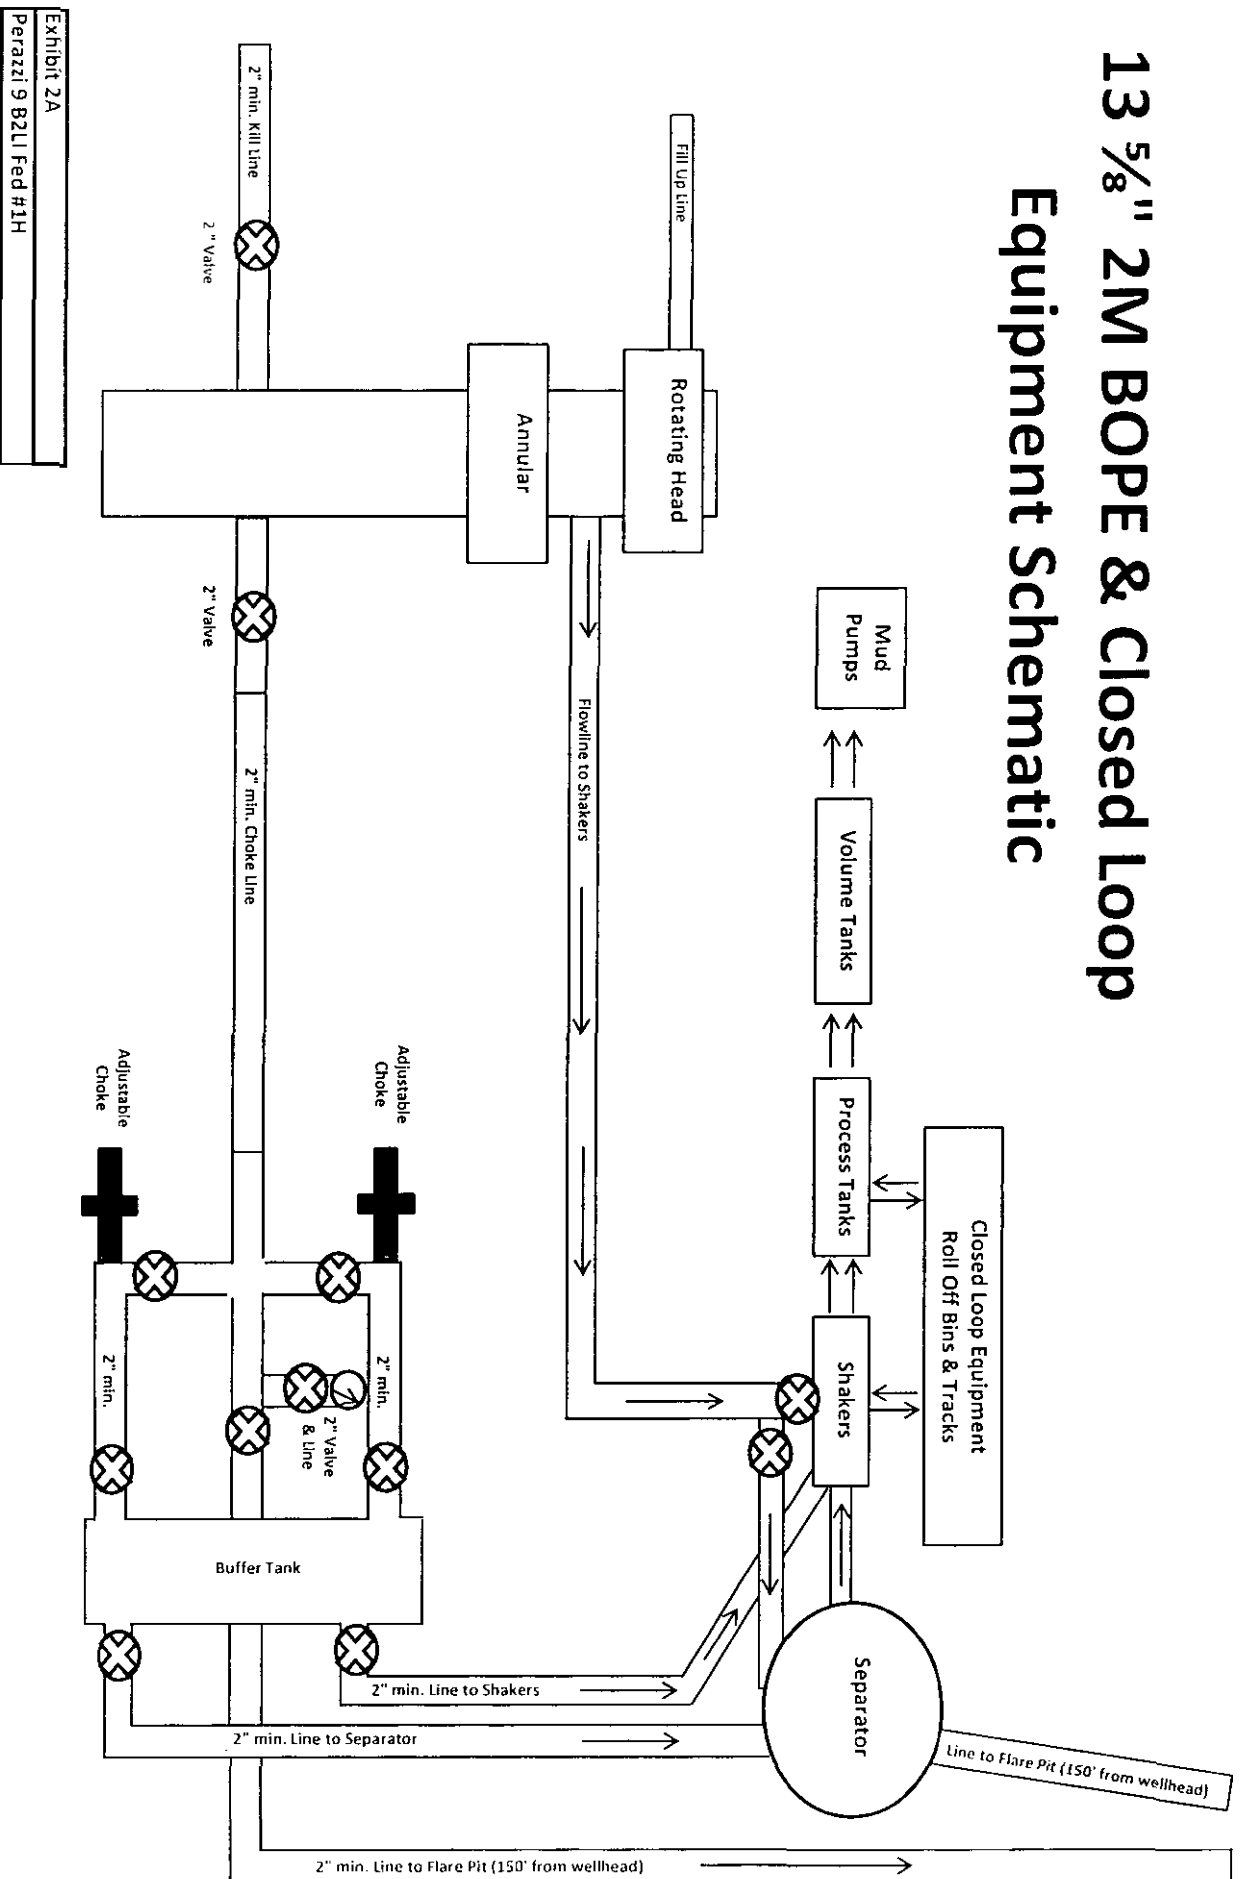 13 ⅝" 2M BOPE & Closed Loop
Equipment Schematic
Closed Loop Equipment
Roll Off Bins & Tracks
Mud
Pumps
Volume Tanks
Process Tanks
Shakers
Separator
Line to Flare Pit (150' from wellhead)
Fill Up Line
Rotating Head
Flowline to Shakers
Annular
Adjustable
Choke
2" min.
2" Valve
& Line
2" min. Line to Shakers
2" min. Kill Line
2" Valve
2" Valve
2" min. Choke Line
Buffer Tank
2" min. Line to Separator
2" min. Line to Flare Pit (150' from wellhead)
Adjustable
Choke
2" min.
Exhibit 2A
Perazzi 9 B2LI Fed #1H